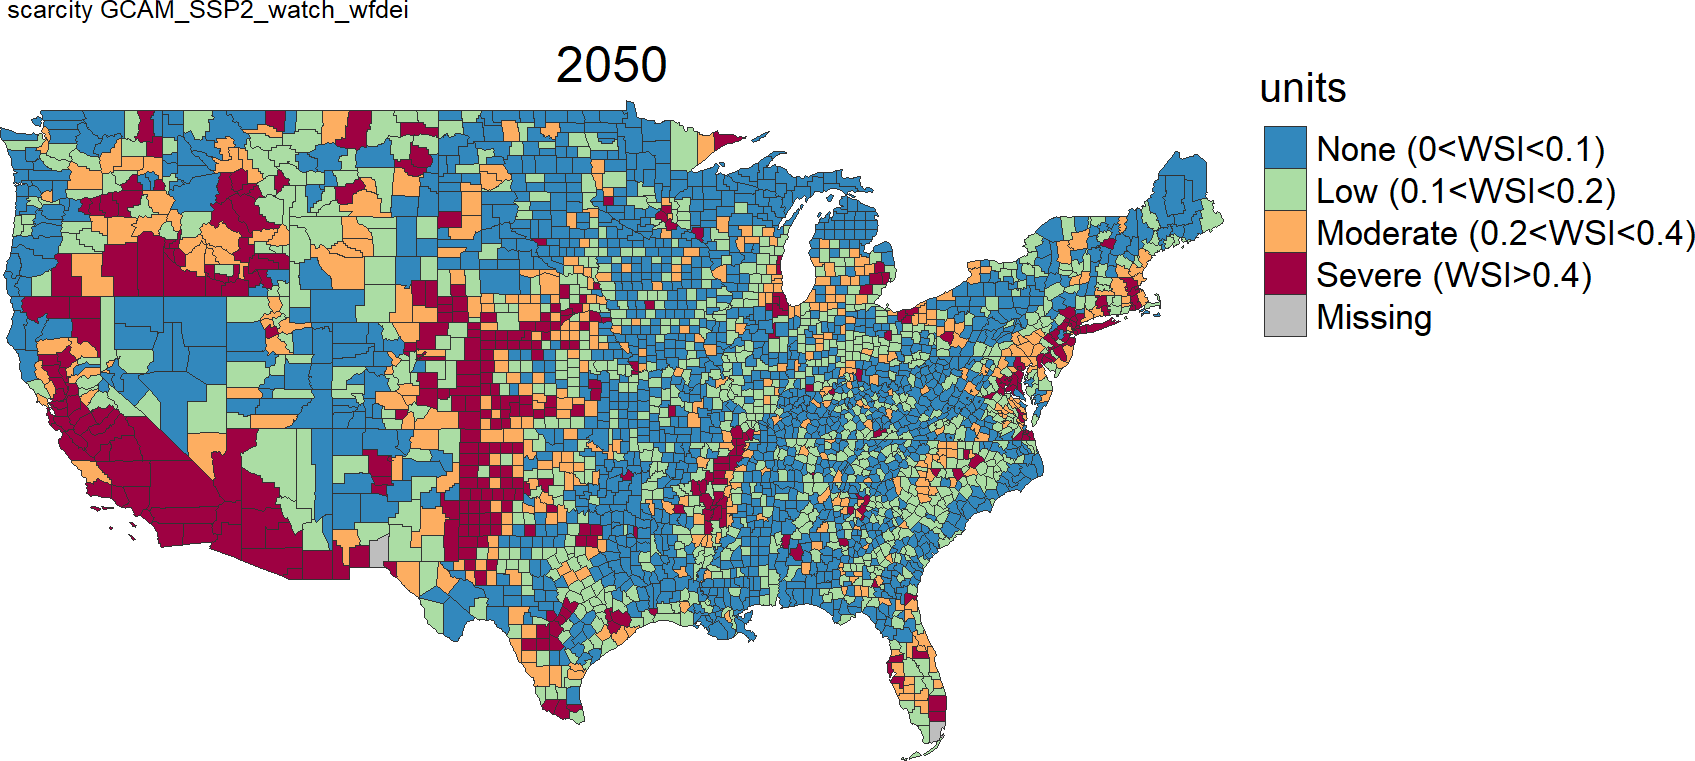 scarcity GCAM_SSP2_watch_wfdei
2050
units
None (0<WSI<0.1)
Low (0.1<WSI<0.2)
Moderate (0.2<WSI<0.4)
Severe (WSI>0.4)
Missing